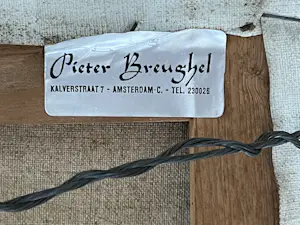 Pieter Breughel
KALVERSTRAAT 7 - AMSTERDAM-C. - TEL. 230026